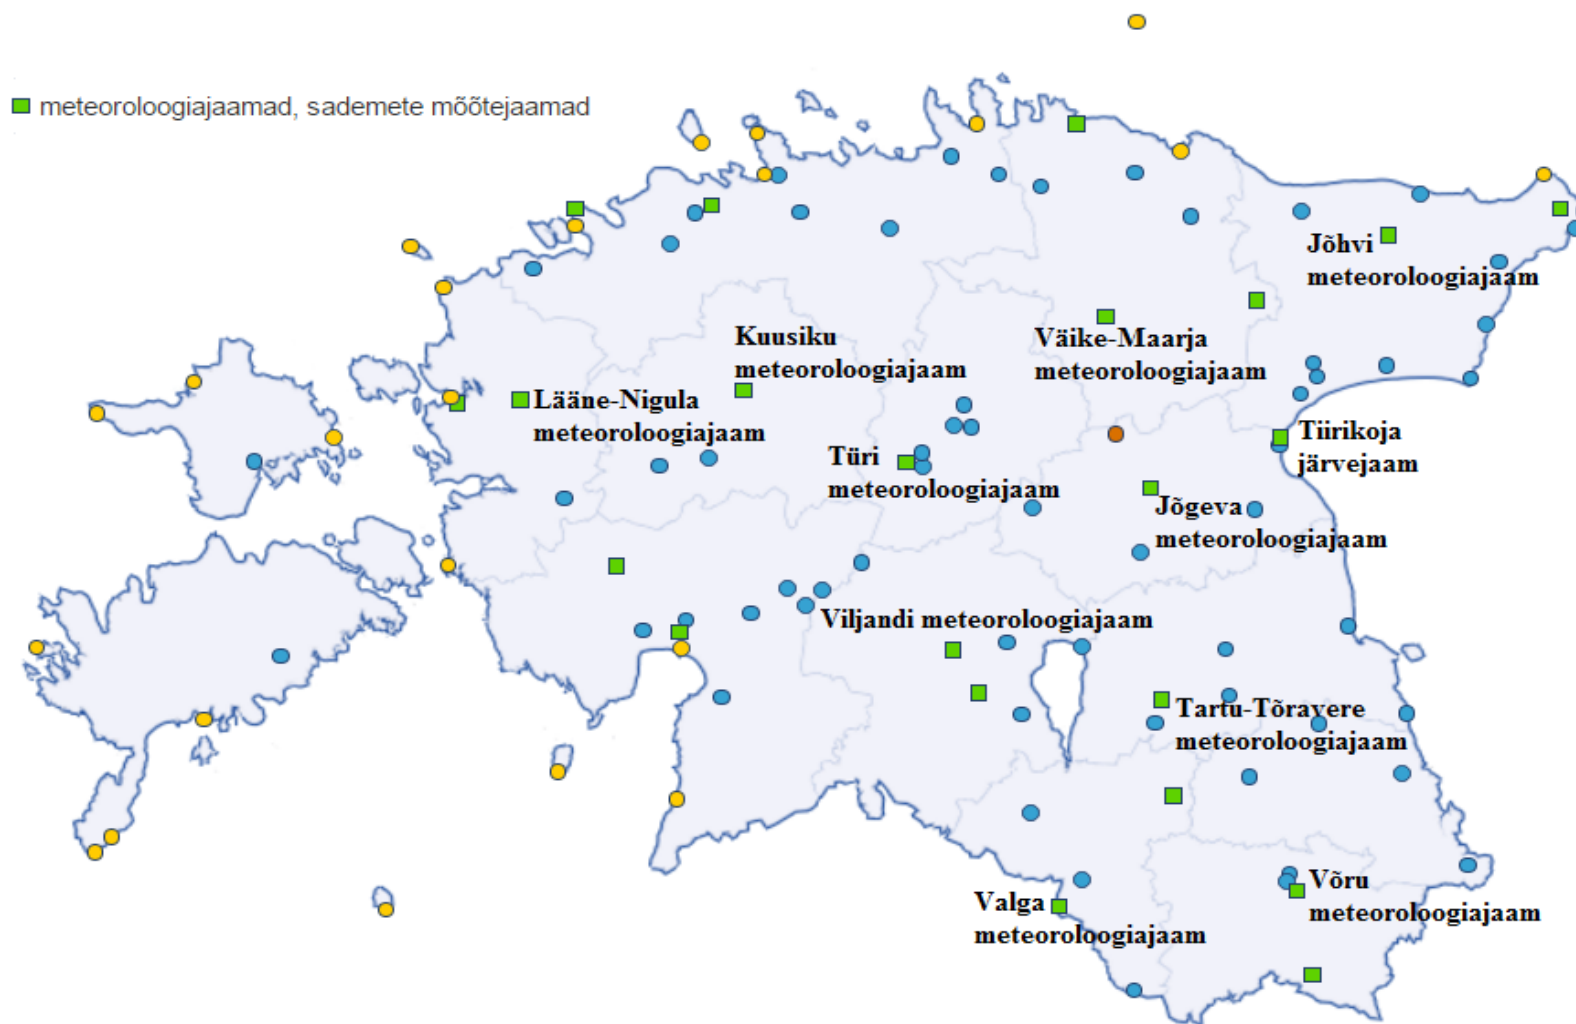 meteoroloogiajaamad, sademete mõõtejaamad
Jõhvi
meteoroloogiajaam
Kuusiku
meteoroloogiajaam
Väike-Maarja
meteoroloogiajaam
Lääne-Nigula
meteoroloogiajaam
Tiirikoja
järvejaam
Türi
meteoroloogiajaam
Jõgeva
meteoroloogiajaam
Viljandi meteoroloogiajaam
Tartu-Tõravere
meteoroloogiajaam
Võru
meteoroloogiajaam
Valga
meteoroloogiajaam